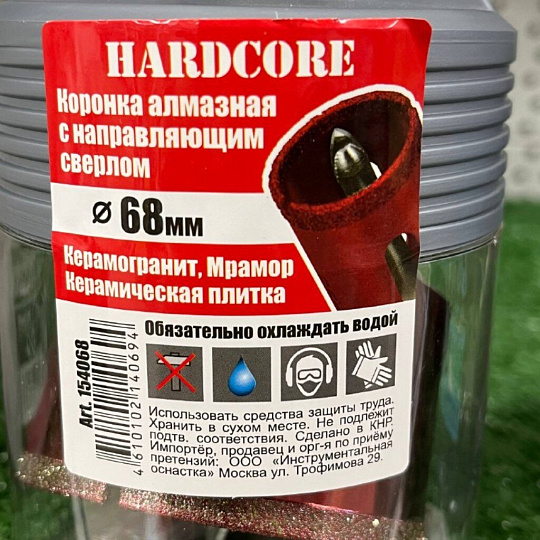 HARDCORE
Коронка алмазная
с направляющим
сверлом
⌀ 68мм
Керамогранит, Мрамор
Керамическая плитка
Обязательно охлаждать водой
Art. 154068
4610102140694
Использовать средства защиты труда.
Хранить в сухом месте. Не подлежит
подтв. соответствия. Сделано в КНР.
Импортёр, продавец и орг-я по приёму
претензий: ООО «Инструментальная
оснастка» Москва ул. Трофимова 29.